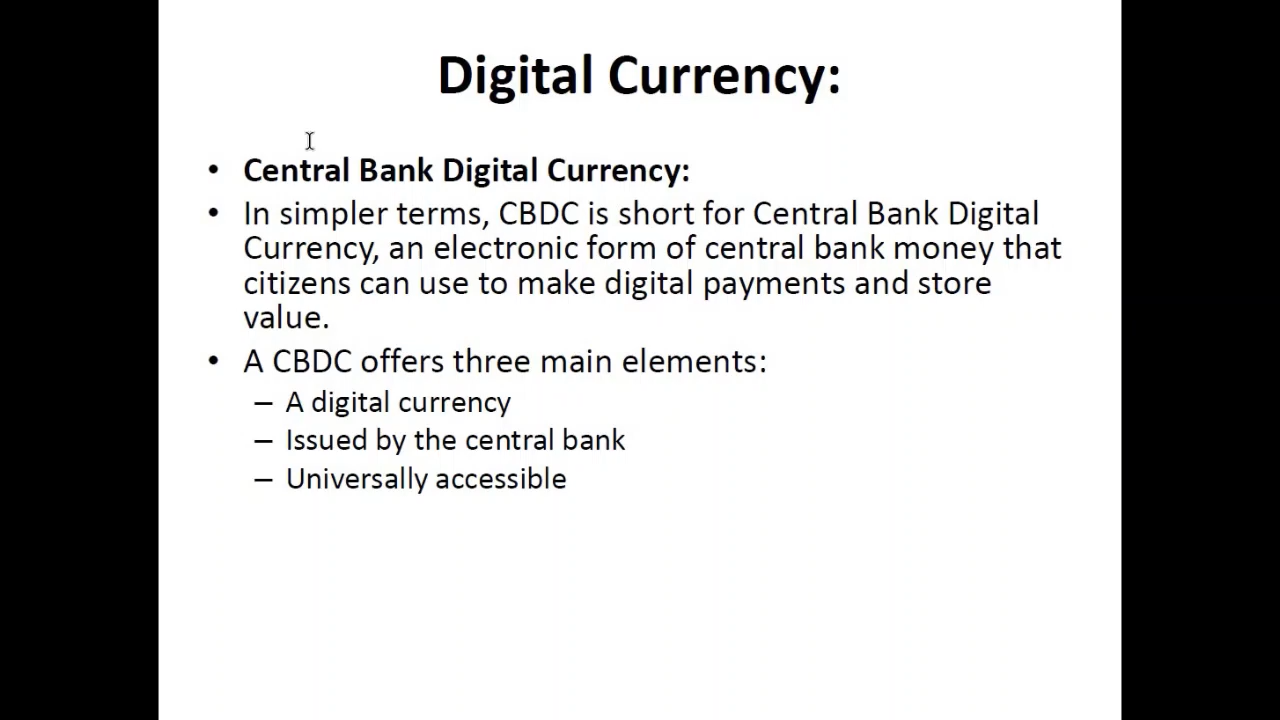 Digital Currency:
• Central Bank Digital Currency:
• In simpler terms, CBDC is short for Central Bank Digital
Currency, an electronic form of central bank money that
citizens can use to make digital payments and store
value.
• A CBDC offers three main elements:
– A digital currency
– Issued by the central bank
– Universally accessible